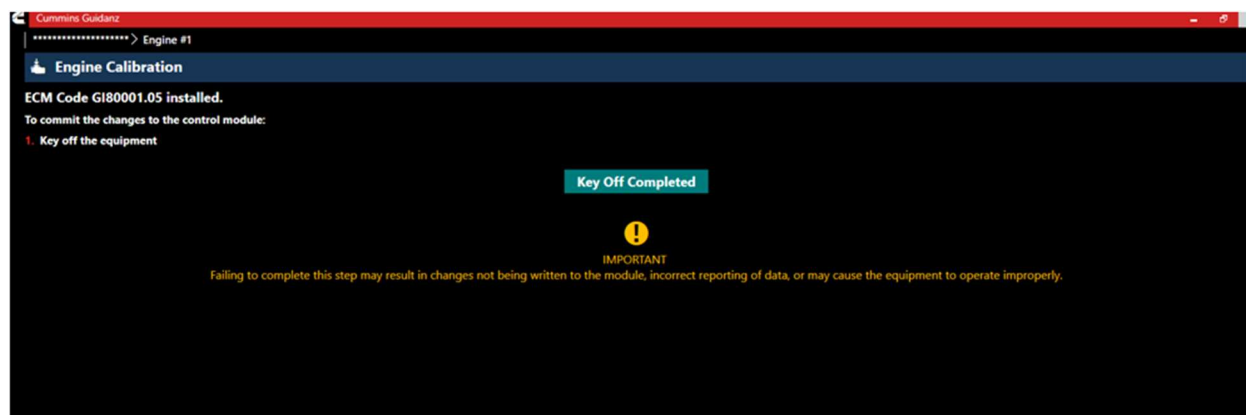 Cummins Guidanz
********************> Engine #1
Engine Calibration
ECM Code GI80001.05 installed.
To commit the changes to the control module:
1. Key off the equipment
Key Off Completed
IMPORTANT
Failing to complete this step may result in changes not being written to the module, incorrect reporting of data, or may cause the equipment to operate improperly.